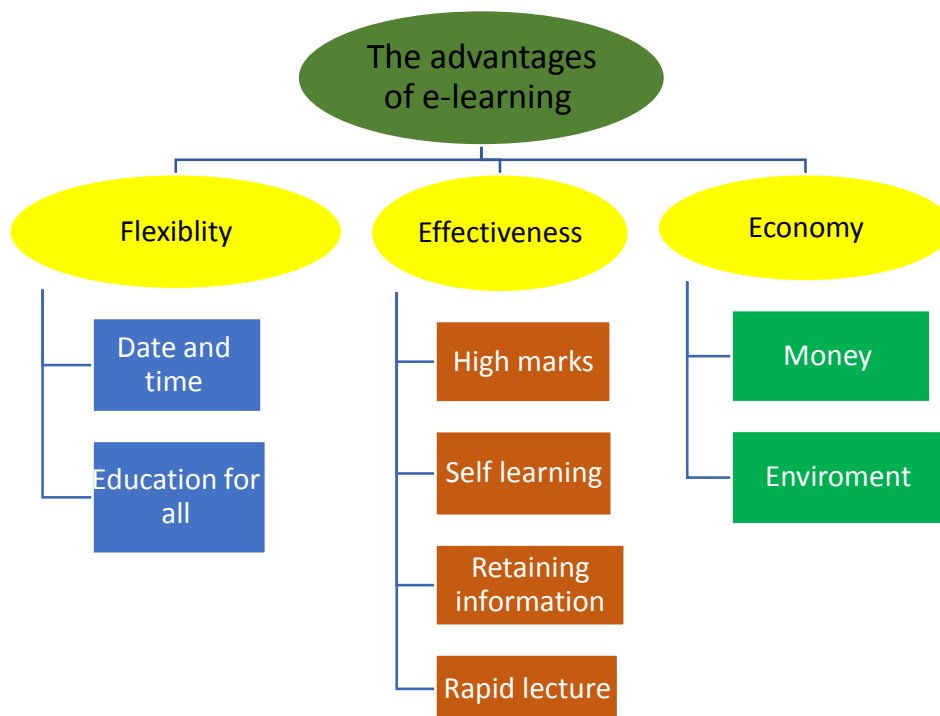 The advantages
of e-learning
Flexiblity
Effectiveness
Economy
Date and
time
Education for
all
High marks
Self learning
Retaining
information
Rapid lecture
Money
Enviroment